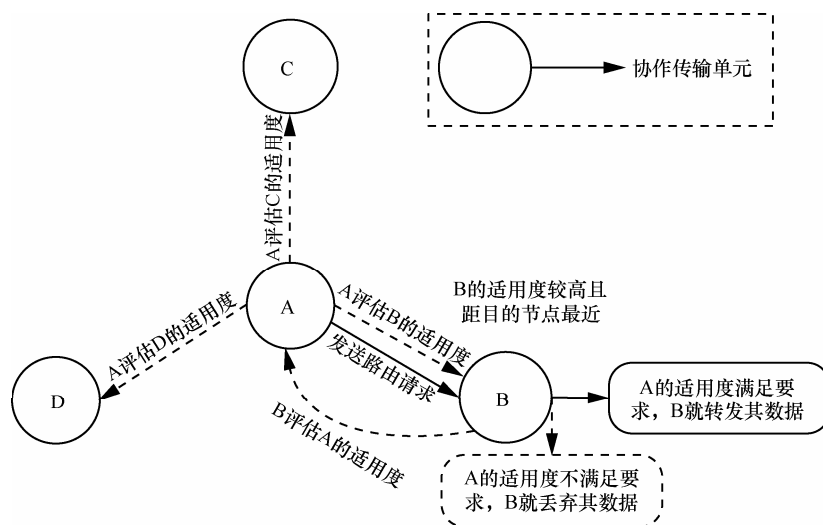 C
协作传输单元
A评估C的适用度
A
A评估B的适用度
B的适用度较高且
距目的节点最近
A评估D的适用度
发送路由请求
D
B
A的适用度满足要
求，B就转发其数据
B评估A的适用度
A的适用度不满足要
求，B就丢弃其数据